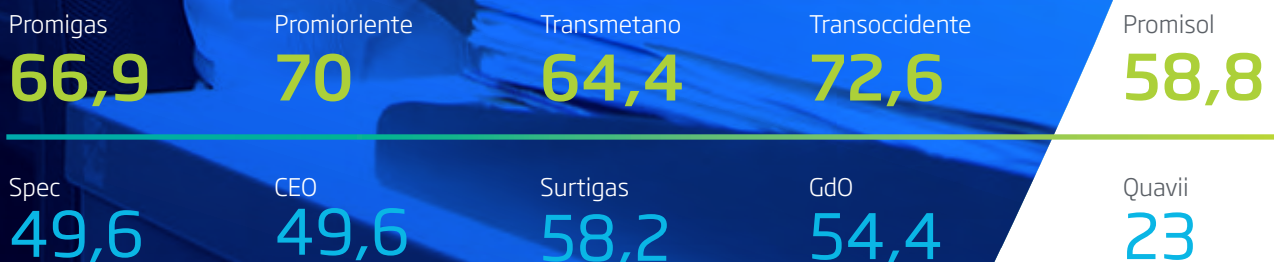 Promigas Promioriente Transmetano Transoccidente Promisol
66,9 70 64,4 72,6 58,8
Spec CEO Surtigas GdO Quavii
49,6 49,6 58,2 54,4 23